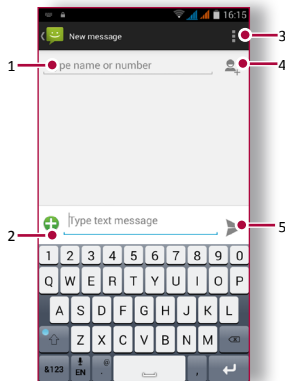 16:15
New message
3
1
pe name or number
4
Type text message
2
5
1 2 3 4 5 6 7 8 9 0
Q W E R T Y U I O P
A S D F G H J K L
Z X C V B N M
&123 EN @ . ,